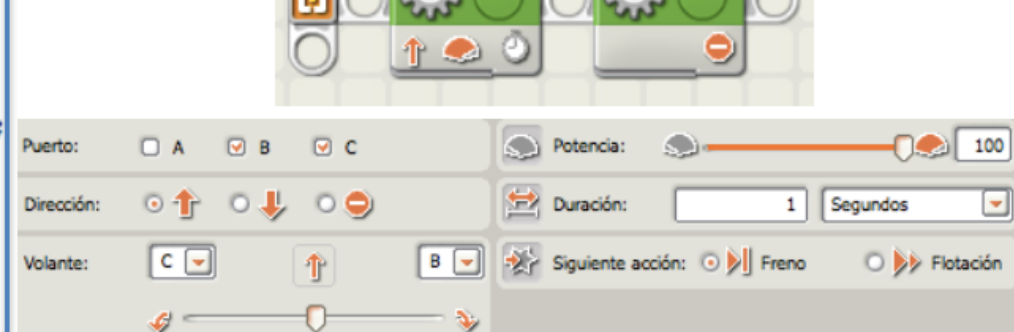 Puerto: A B C
Potencia: 100
Dirección:
Duración: 1 Segundos
Volante: C B
Siguiente acción: Freno Flotación